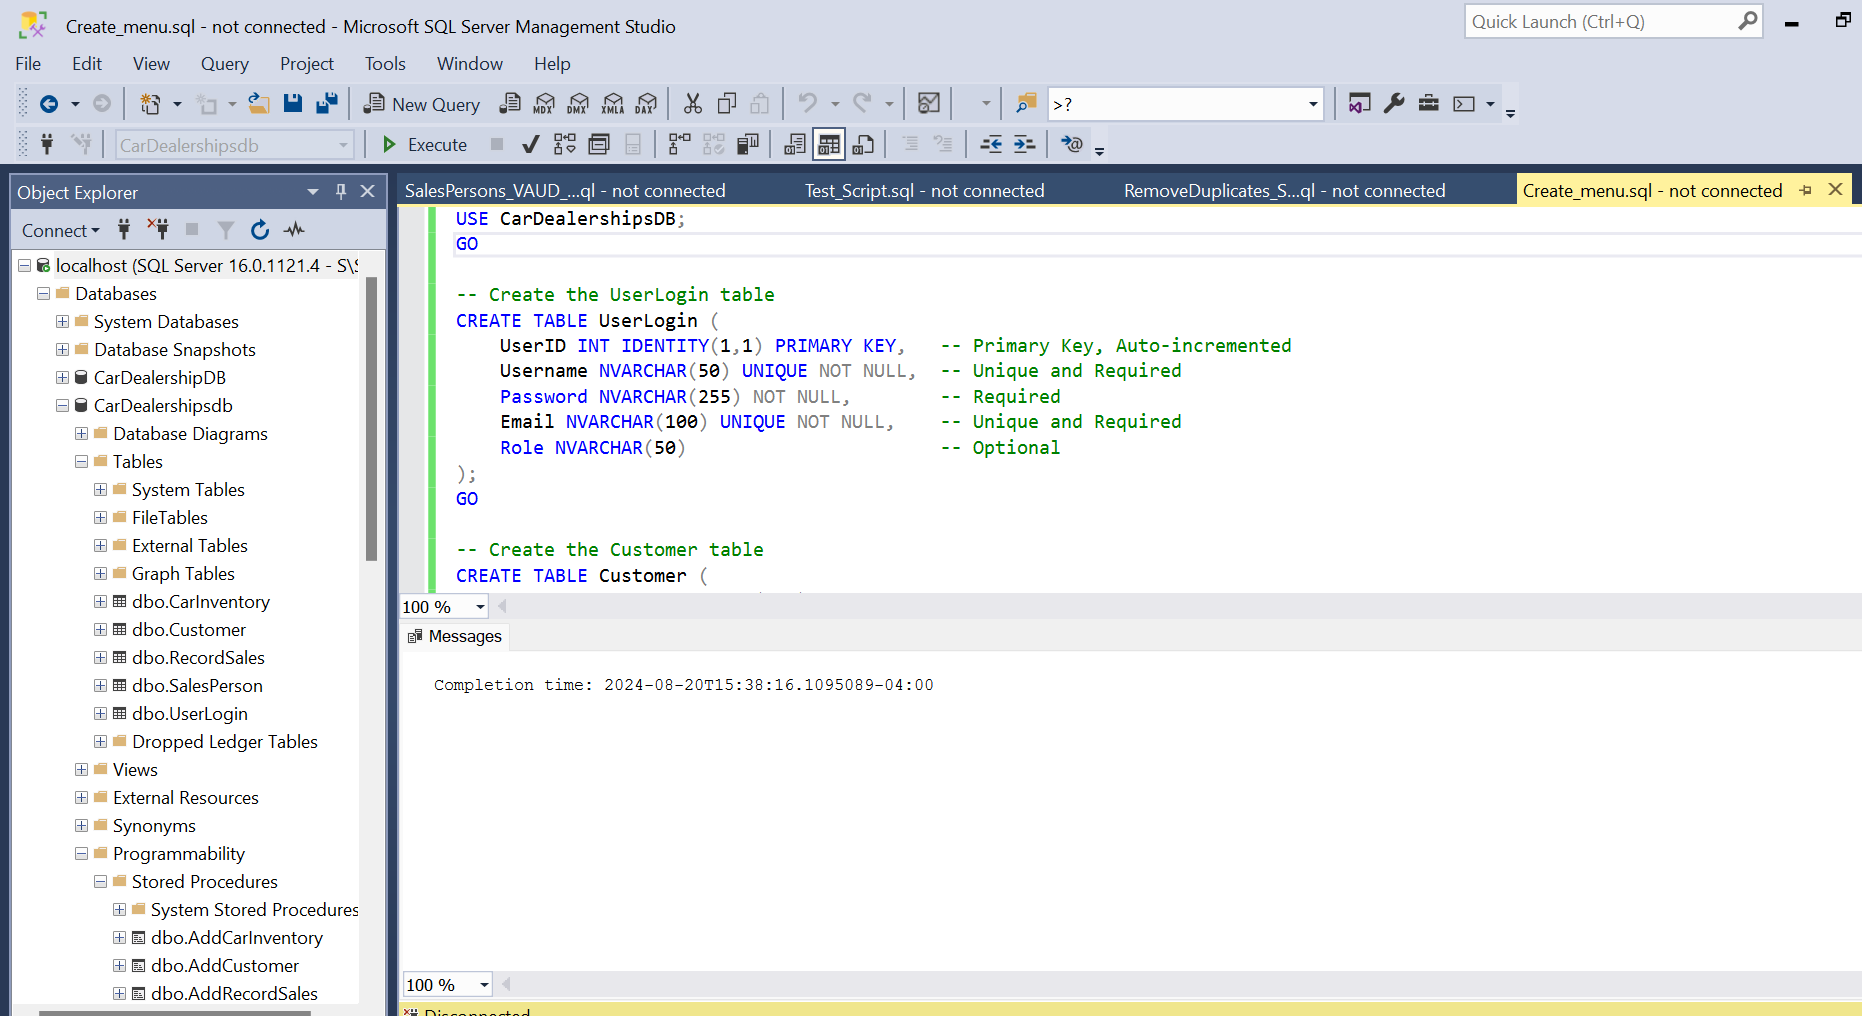 Create_menu.sql - not connected - Microsoft SQL Server Management Studio
Quick Launch (Ctrl+Q)
File Edit View Query Project Tools Window Help
New Query MDX DMX XMLA DAX >?
CarDealershipsdb Execute
Object Explorer
Connect
localhost (SQL Server 16.0.1121.4 - S\S
Databases
System Databases
Database Snapshots
CarDealershipDB
CarDealershipsdb
Database Diagrams
Tables
System Tables
FileTables
External Tables
Graph Tables
dbo.CarInventory
dbo.Customer
dbo.RecordSales
dbo.SalesPerson
dbo.UserLogin
Dropped Ledger Tables
Views
External Resources
Synonyms
Programmability
Stored Procedures
System Stored Procedures
dbo.AddCarInventory
dbo.AddCustomer
dbo.AddRecordSales
SalesPersons_VAUD_...ql - not connected Test_Script.sql - not connected RemoveDuplicates_S...ql - not connected Create_menu.sql - not connected
USE CarDealershipsDB;
GO
-- Create the UserLogin table
CREATE TABLE UserLogin (
UserID INT IDENTITY(1,1) PRIMARY KEY, -- Primary Key, Auto-incremented
Username NVARCHAR(50) UNIQUE NOT NULL, -- Unique and Required
Password NVARCHAR(255) NOT NULL, -- Required
Email NVARCHAR(100) UNIQUE NOT NULL, -- Unique and Required
Role NVARCHAR(50) -- Optional
);
GO
-- Create the Customer table
CREATE TABLE Customer (
100 %
Messages
Completion time: 2024-08-20T15:38:16.1095089-04:00
100 %
Disconnected